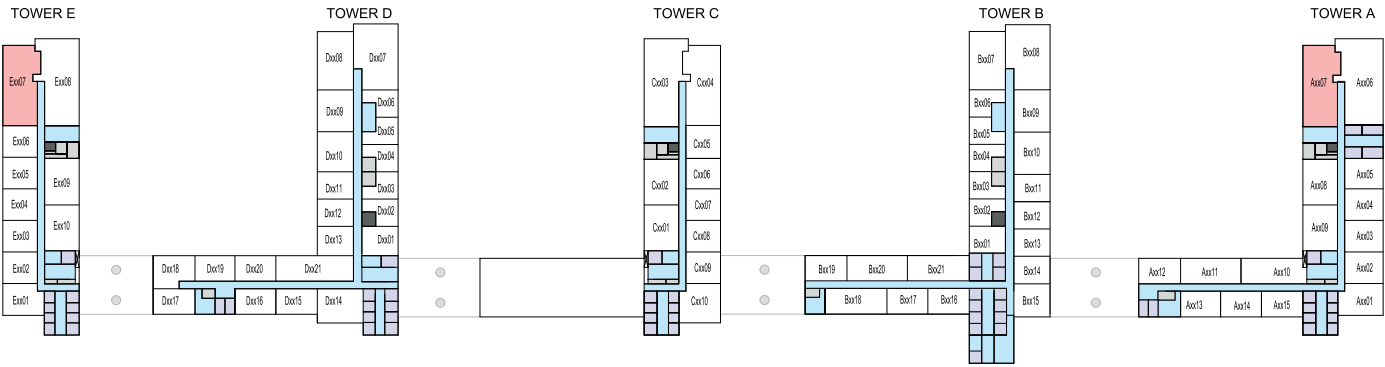 TOWER E
TOWER D
TOWER C
TOWER B
TOWER A
Exx07
Exx08
Exx06
Exx05
Exx09
Exx04
Exx03
Exx10
Exx02
Exx01
Dxx08
Dxx07
Dxx09
Dxx06
Dxx05
Dxx10
Dxx04
Dxx11
Dxx03
Dxx12
Dxx02
Dxx13
Dxx01
Dxx18
Dxx19
Dxx20
Dxx21
Dxx17
Dxx16
Dxx15
Dxx14
Cxx03
Cxx04
Cxx05
Cxx02
Cxx06
Cxx07
Cxx01
Cxx08
Cxx09
Cxx10
Bxx07
Bxx08
Bxx06
Bxx09
Bxx05
Bxx04
Bxx10
Bxx03
Bxx11
Bxx02
Bxx12
Bxx01
Bxx13
Bxx19
Bxx20
Bxx21
Bxx14
Bxx18
Bxx17
Bxx16
Bxx15
Axx07
Axx06
Axx08
Axx05
Axx04
Axx09
Axx03
Axx12
Axx11
Axx10
Axx02
Axx13
Axx14
Axx15
Axx01